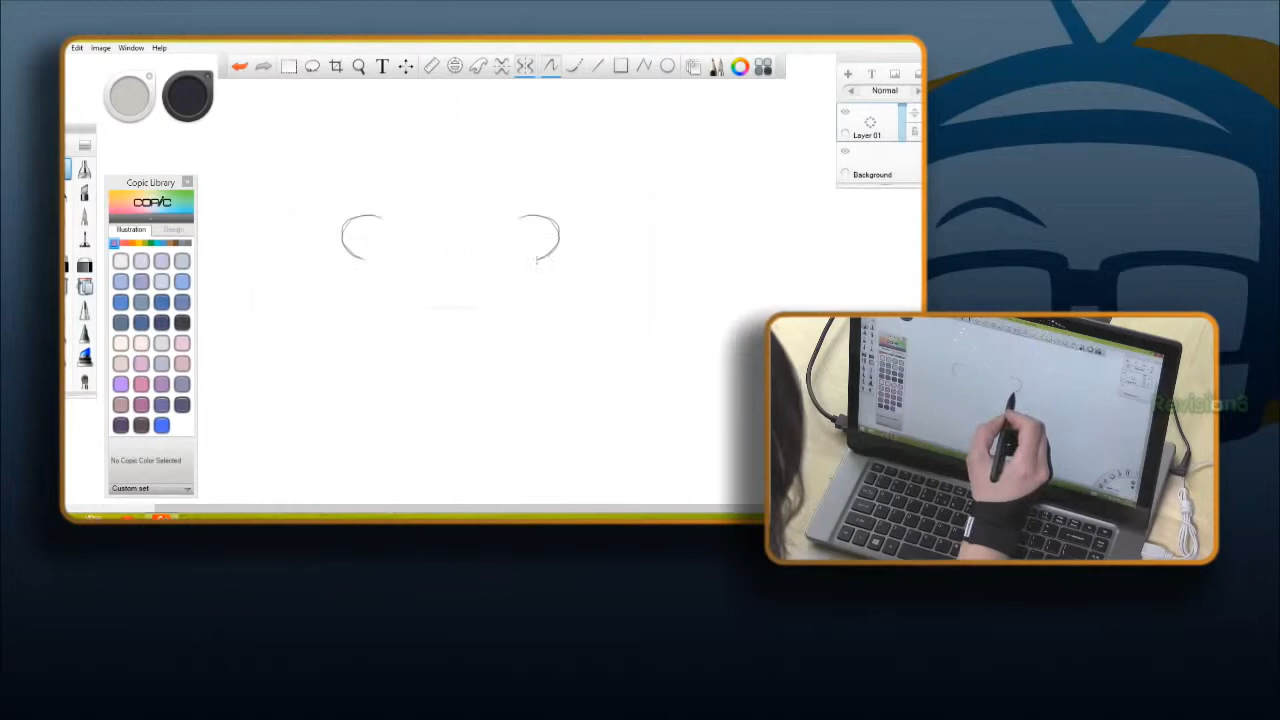 Edit Image Window Help
T
T
Normal
Layer 01
Background
Copic Library
COPIC
Illustration Design
No Copic Color Selected
Custom set
Revision3